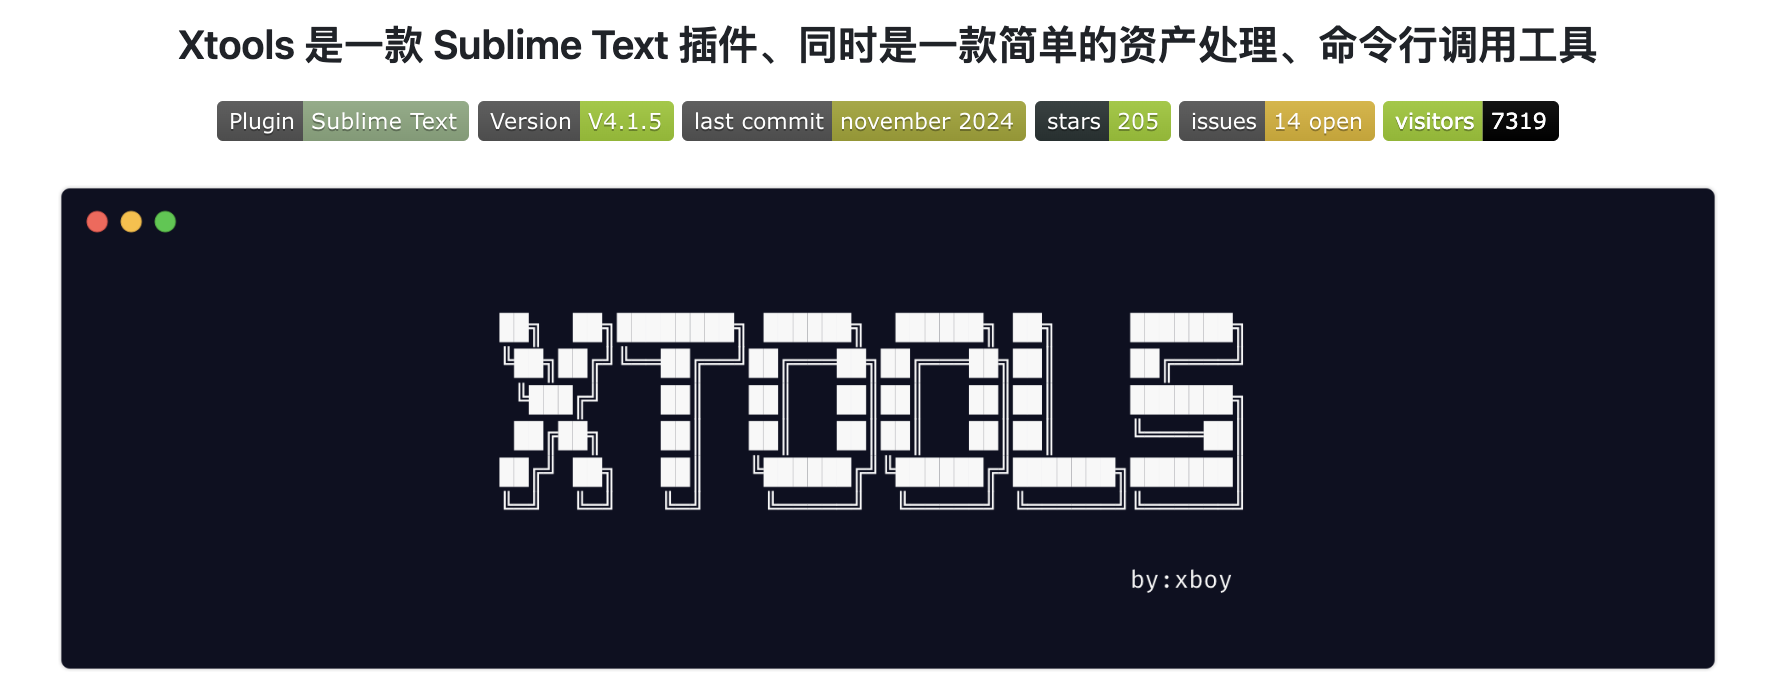 Xtools 是一款 Sublime Text 插件、同时是一款简单的资产处理、命令行调用工具
Plugin Sublime Text Version V4.1.5 last commit november 2024 stars 205 issues 14 open visitors 7319
XTOOLS
by:xboy